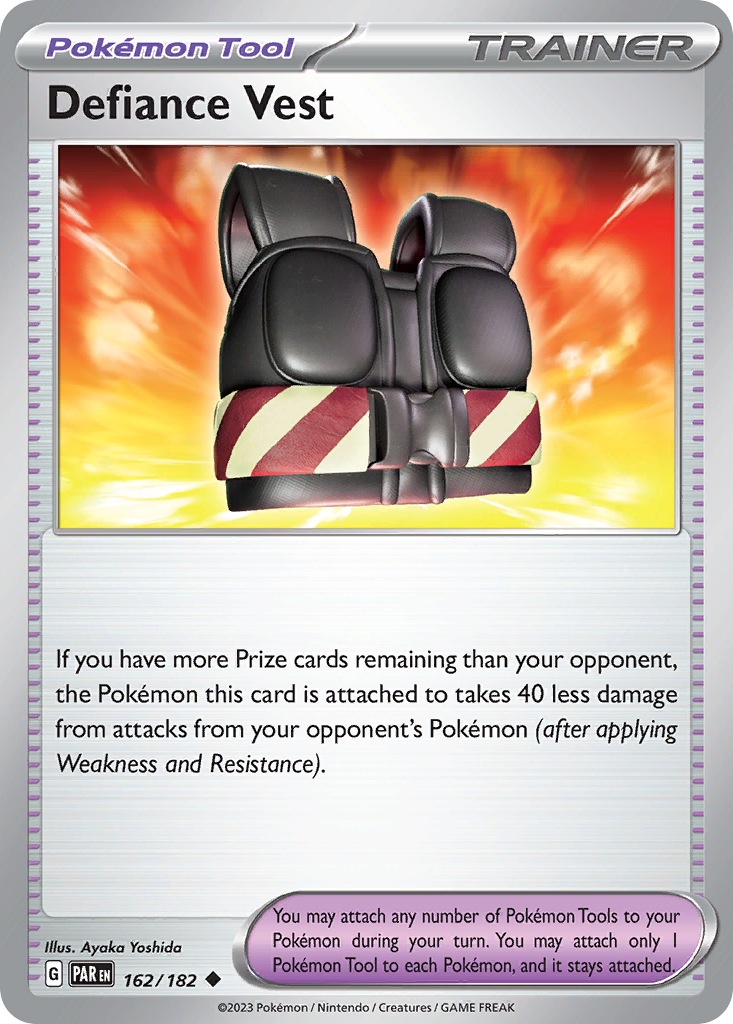 Pokémon Tool
TRAINER
Defiance Vest
If you have more Prize cards remaining than your opponent,
the Pokémon this card is attached to takes 40 less damage
from attacks from your opponent’s Pokémon (after applying
Weakness and Resistance).
You may attach any number of Pokémon Tools to your
Pokémon during your turn. You may attach only 1
Pokémon Tool to each Pokémon, and it stays attached.
Illus. Ayaka Yoshida
G PAR EN 162/182
©2023 Pokémon / Nintendo / Creatures / GAME FREAK